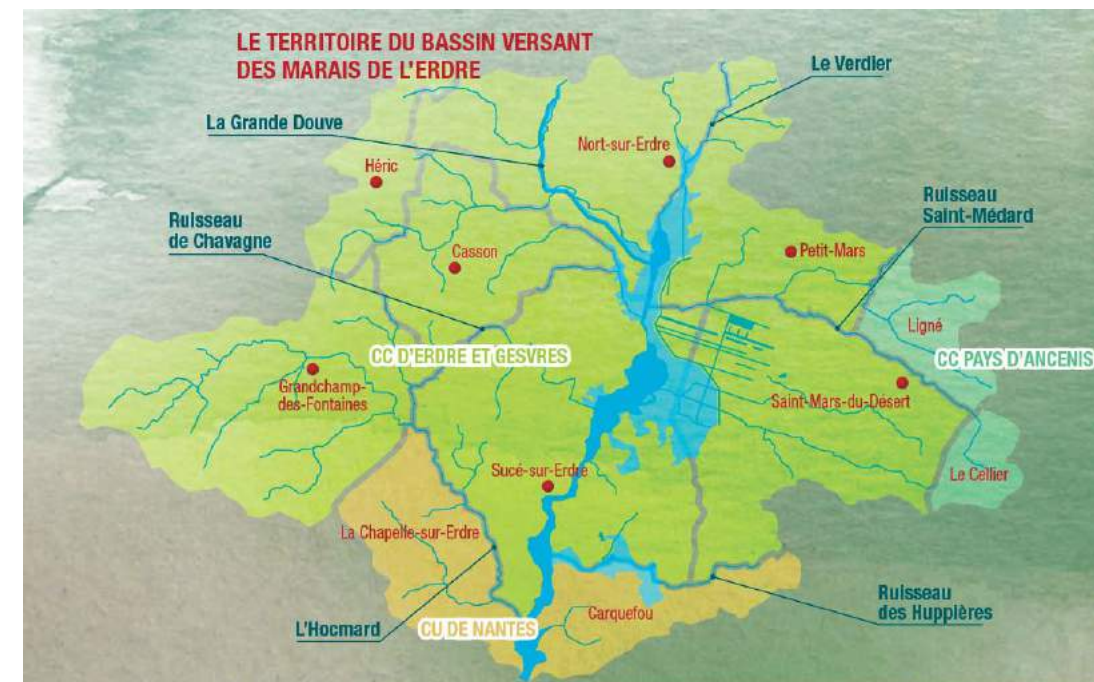 LE TERRITOIRE DU BASSIN VERSANT
DES MARAIS DE L'ERDRE
Le Verdier
La Grande Douve
Nort-sur-Erdre
Héric
Ruisseau
Saint-Médard
Ruisseau
de Chavagne
Casson
Petit-Mars
Ligné
CC D'ERDRE ET GESVRES
CC PAYS D'ANCENIS
Grandchamp-
des-Fontaines
Saint-Mars-du-Désert
Sucé-sur-Erdre
Le Cellier
La Chapelle-sur-Erdre
Ruisseau
des Huppières
Carquefou
L'Hocmard
CU DE NANTES